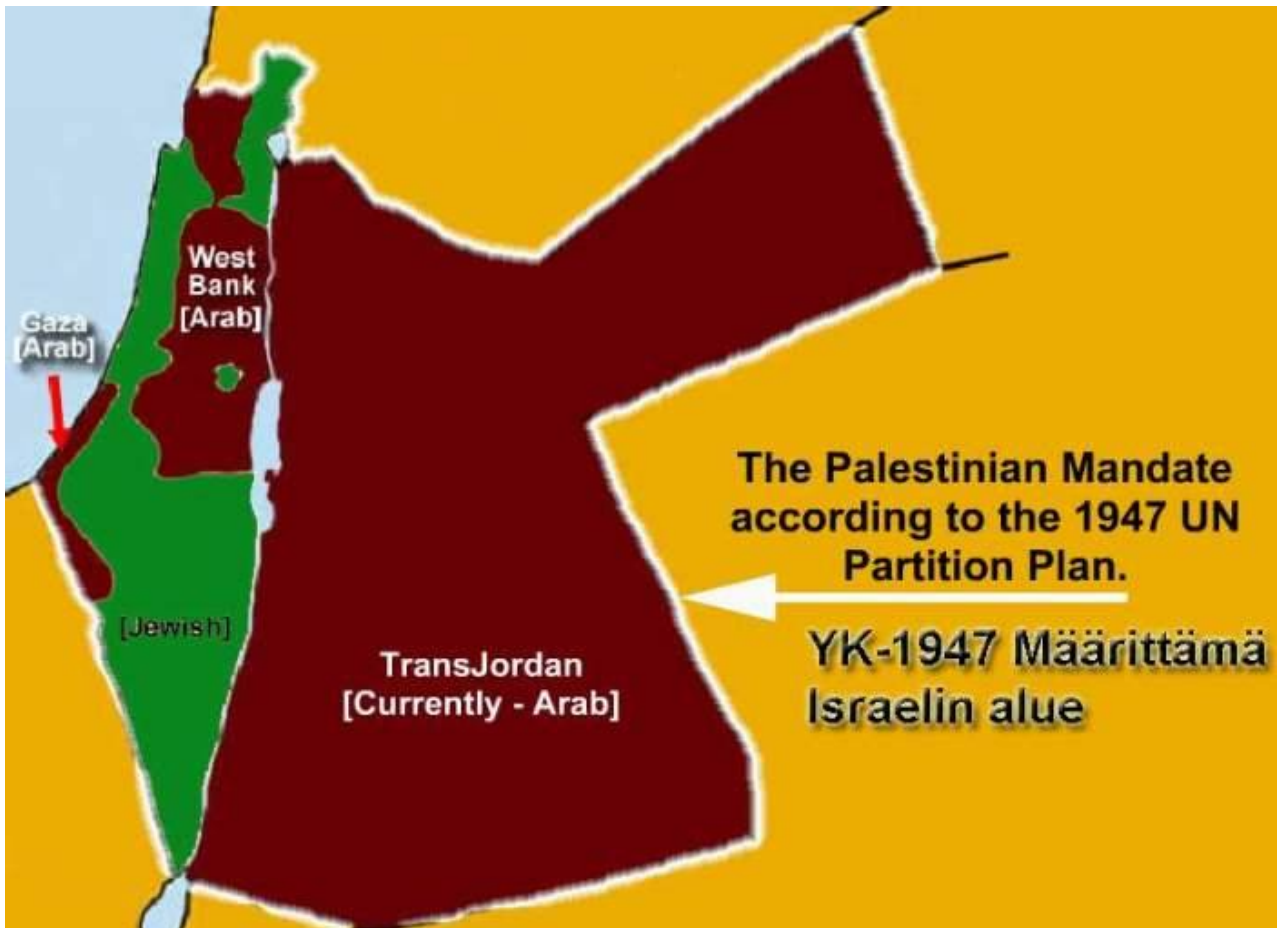 West
Bank
[Arab]
Gaza
[Arab]
The Palestinian Mandate
according to the 1947 UN
Partition Plan.
[Jewish]
YK-1947 Määrittämä
Israelin alue
TransJordan
[Currently - Arab]